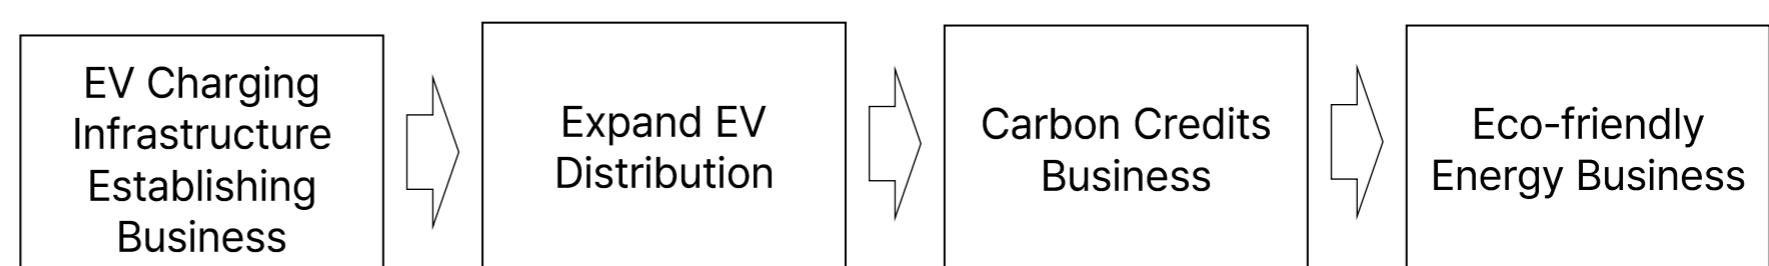 EV Charging
Infrastructure
Establishing
Business
Expand EV
Distribution
Carbon Credits
Business
Eco-friendly
Energy Business